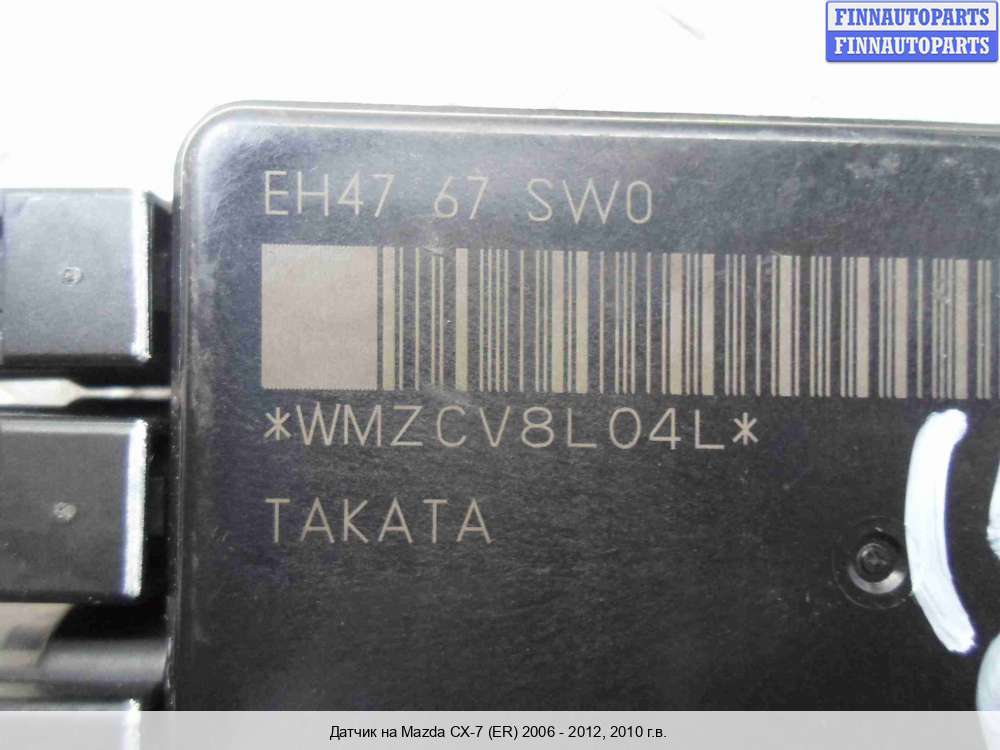 FINNAUTOPARTS
FINNAUTOPARTS
EH47 67 SW0
*WMZCV8L04L*
TAKATA
Датчик на Mazda CX-7 (ER) 2006 - 2012, 2010 г.в.